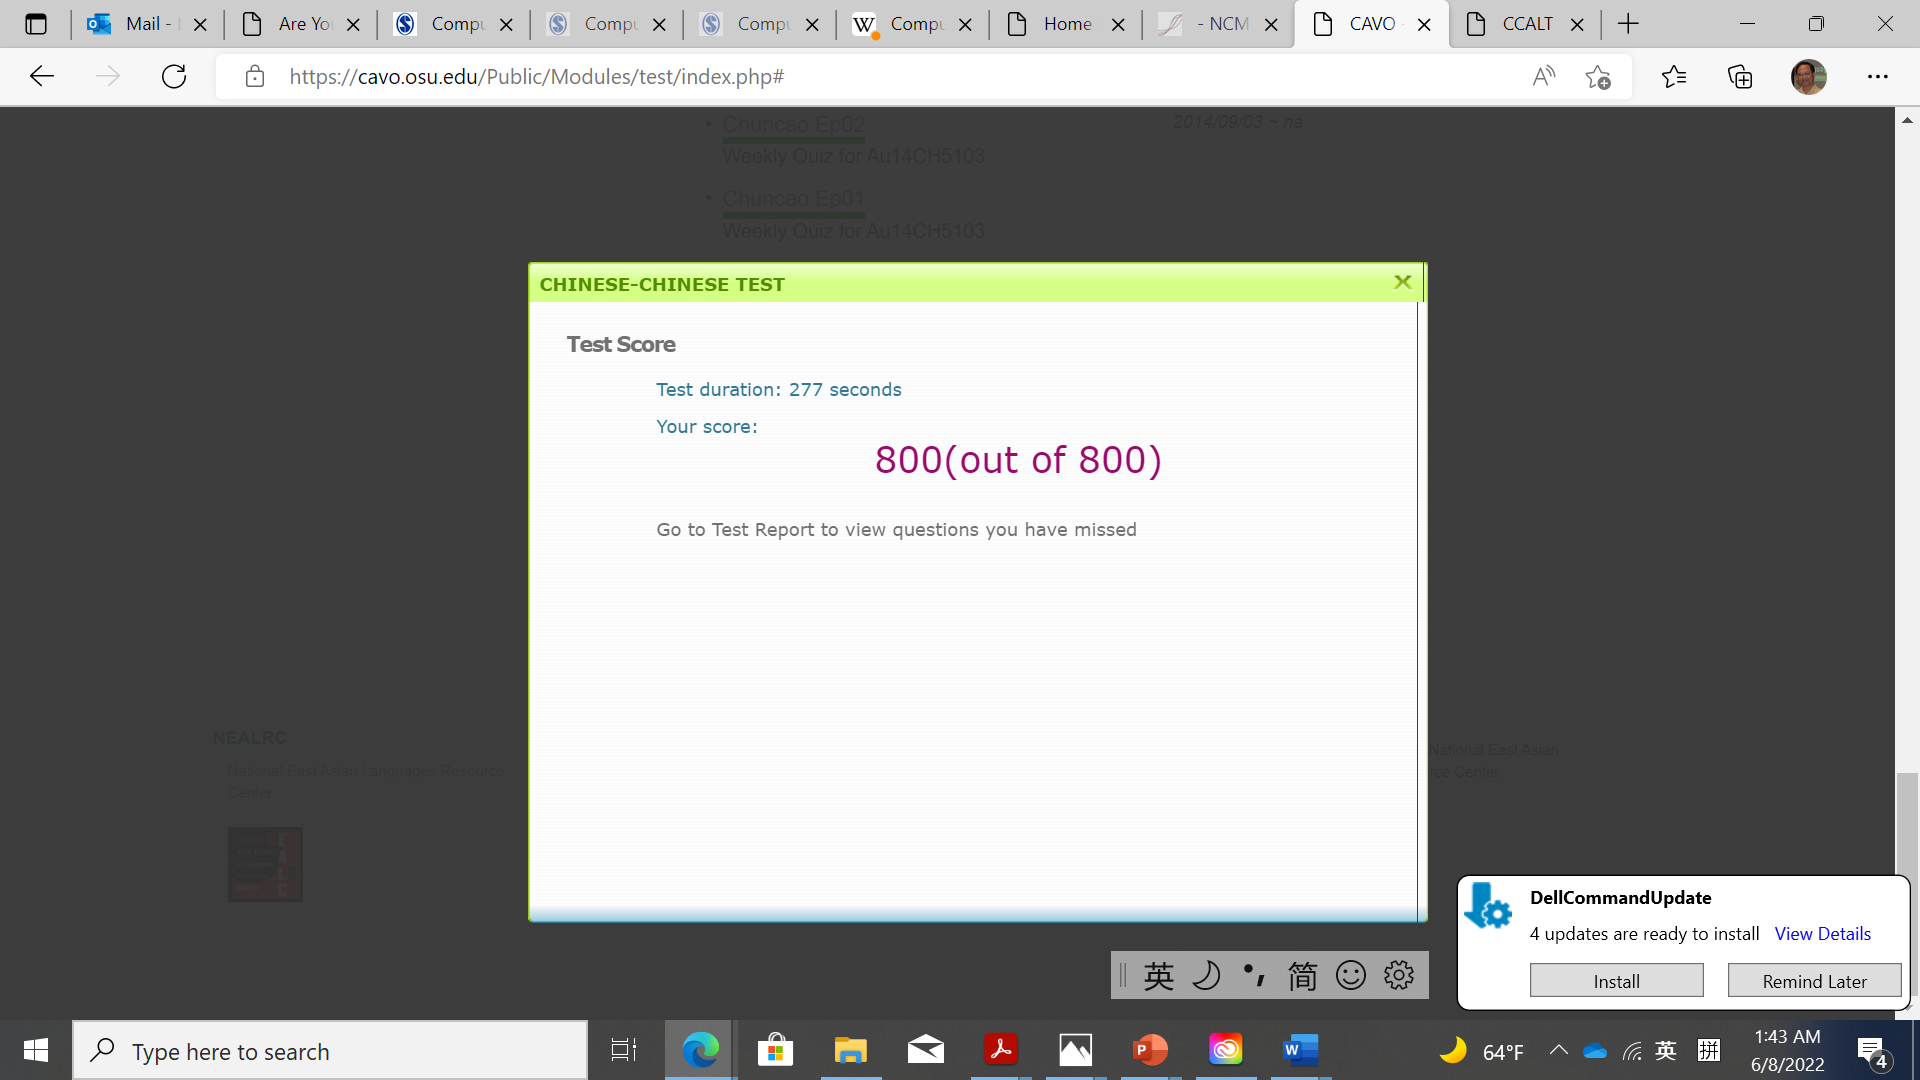 Mail -
Are Yo
Compu
Compu
Compu
W
Compu
Home
- NCM
CAVO -
CCALT
https://cavo.osu.edu/Public/Modules/test/index.php#
Chuncao Ep02
2014/09/03 ~ na
Weekly Quiz for Au14CH5103
Chuncao Ep01
Weekly Quiz for Au14CH5103
CHINESE-CHINESE TEST
Test Score
Test duration: 277 seconds
Your score:
800(out of 800)
Go to Test Report to view questions you have missed
NEALRC
National East Asian Languages Resource
Center
National East Asian
rce Center
DellCommandUpdate
4 updates are ready to install View Details
Install
Remind Later
英 简
Type here to search
64°F
英
拼
1:43 AM
6/8/2022
4